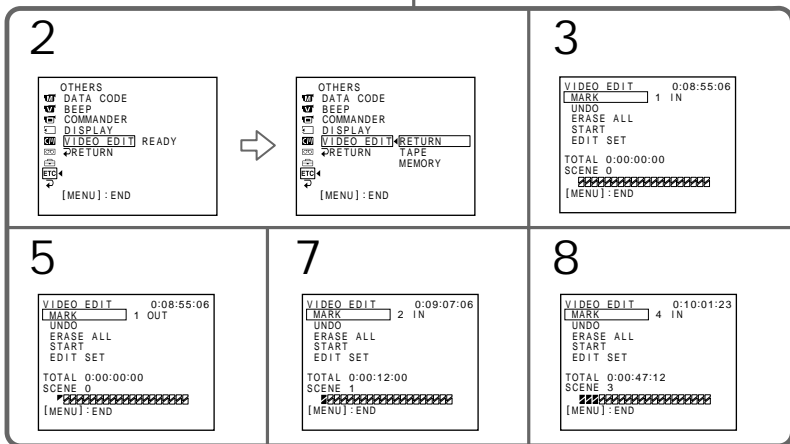 2
OTHERS
DATA CODE
BEEP
COMMANDER
DISPLAY
VIDEO EDIT READY
RETURN
ETC
[MENU] : END
OTHERS
DATA CODE
BEEP
COMMANDER
DISPLAY
VIDEO EDIT RETURN
RETURN TAPE
MEMORY
ETC
[MENU] : END
3
VIDEO EDIT 0:08:55:06
MARK 1 IN
UNDO
ERASE ALL
START
EDIT SET
TOTAL 0:00:00:00
SCENE 0
[MENU] : END
5
VIDEO EDIT 0:08:55:06
MARK 1 OUT
UNDO
ERASE ALL
START
EDIT SET
TOTAL 0:00:00:00
SCENE 0
[MENU] : END
7
VIDEO EDIT 0:09:07:06
MARK 2 IN
UNDO
ERASE ALL
START
EDIT SET
TOTAL 0:00:12:00
SCENE 1
[MENU] : END
8
VIDEO EDIT 0:10:01:23
MARK 4 IN
UNDO
ERASE ALL
START
EDIT SET
TOTAL 0:00:47:12
SCENE 3
[MENU] : END